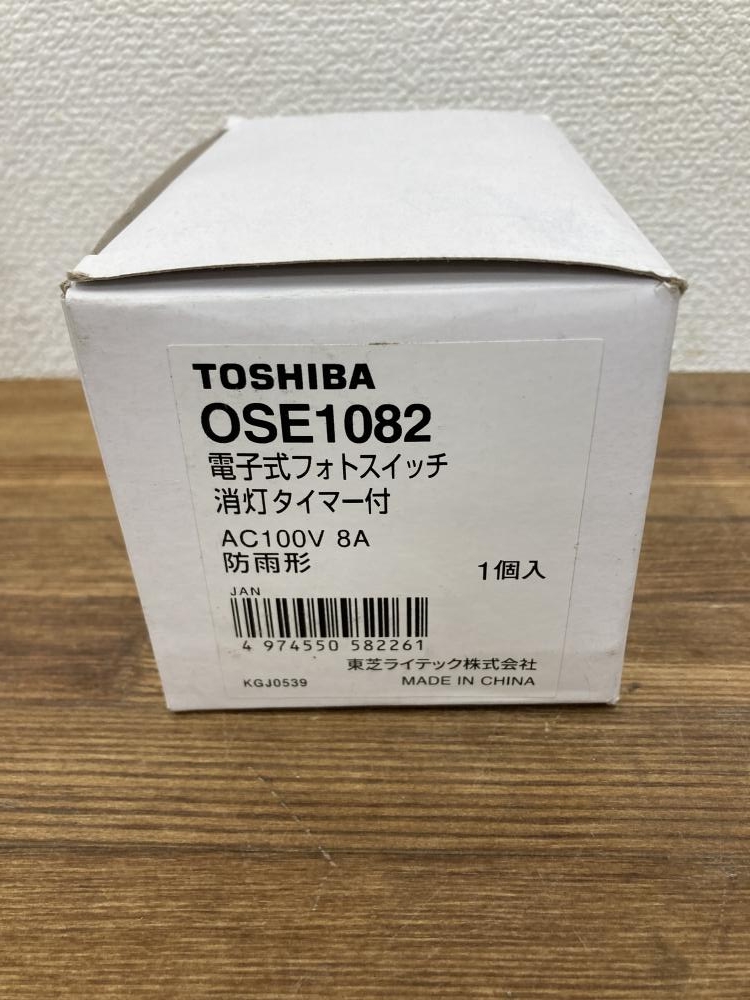 TOSHIBA
OSE1082
電子式フォトスイッチ
消灯タイマー付
AC100V 8A
防雨形
1個入
JAN
4 974550 582261
東芝ライテック株式会社
KGJ0539
MADE IN CHINA